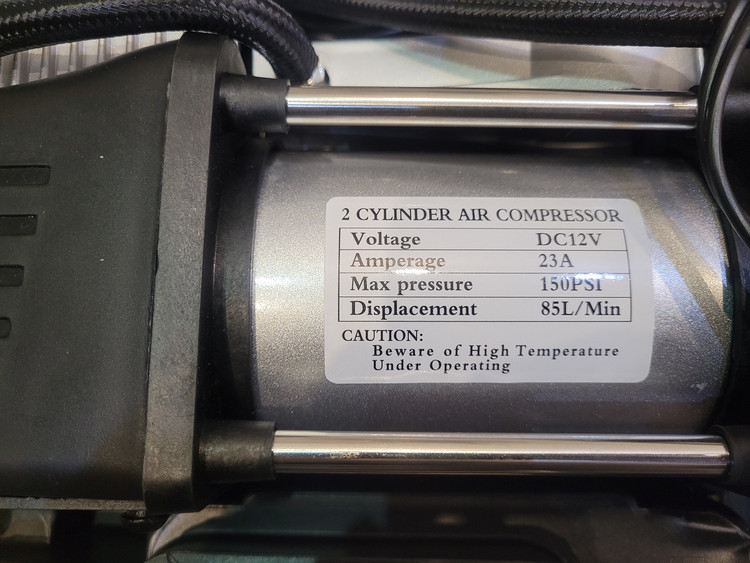 2 CYLINDER AIR COMPRESSOR
Voltage DC12V
Amperage 23A
Max pressure 150PSI
Displacement 85L/Min
CAUTION:
Beware of High Temperature
Under Operating